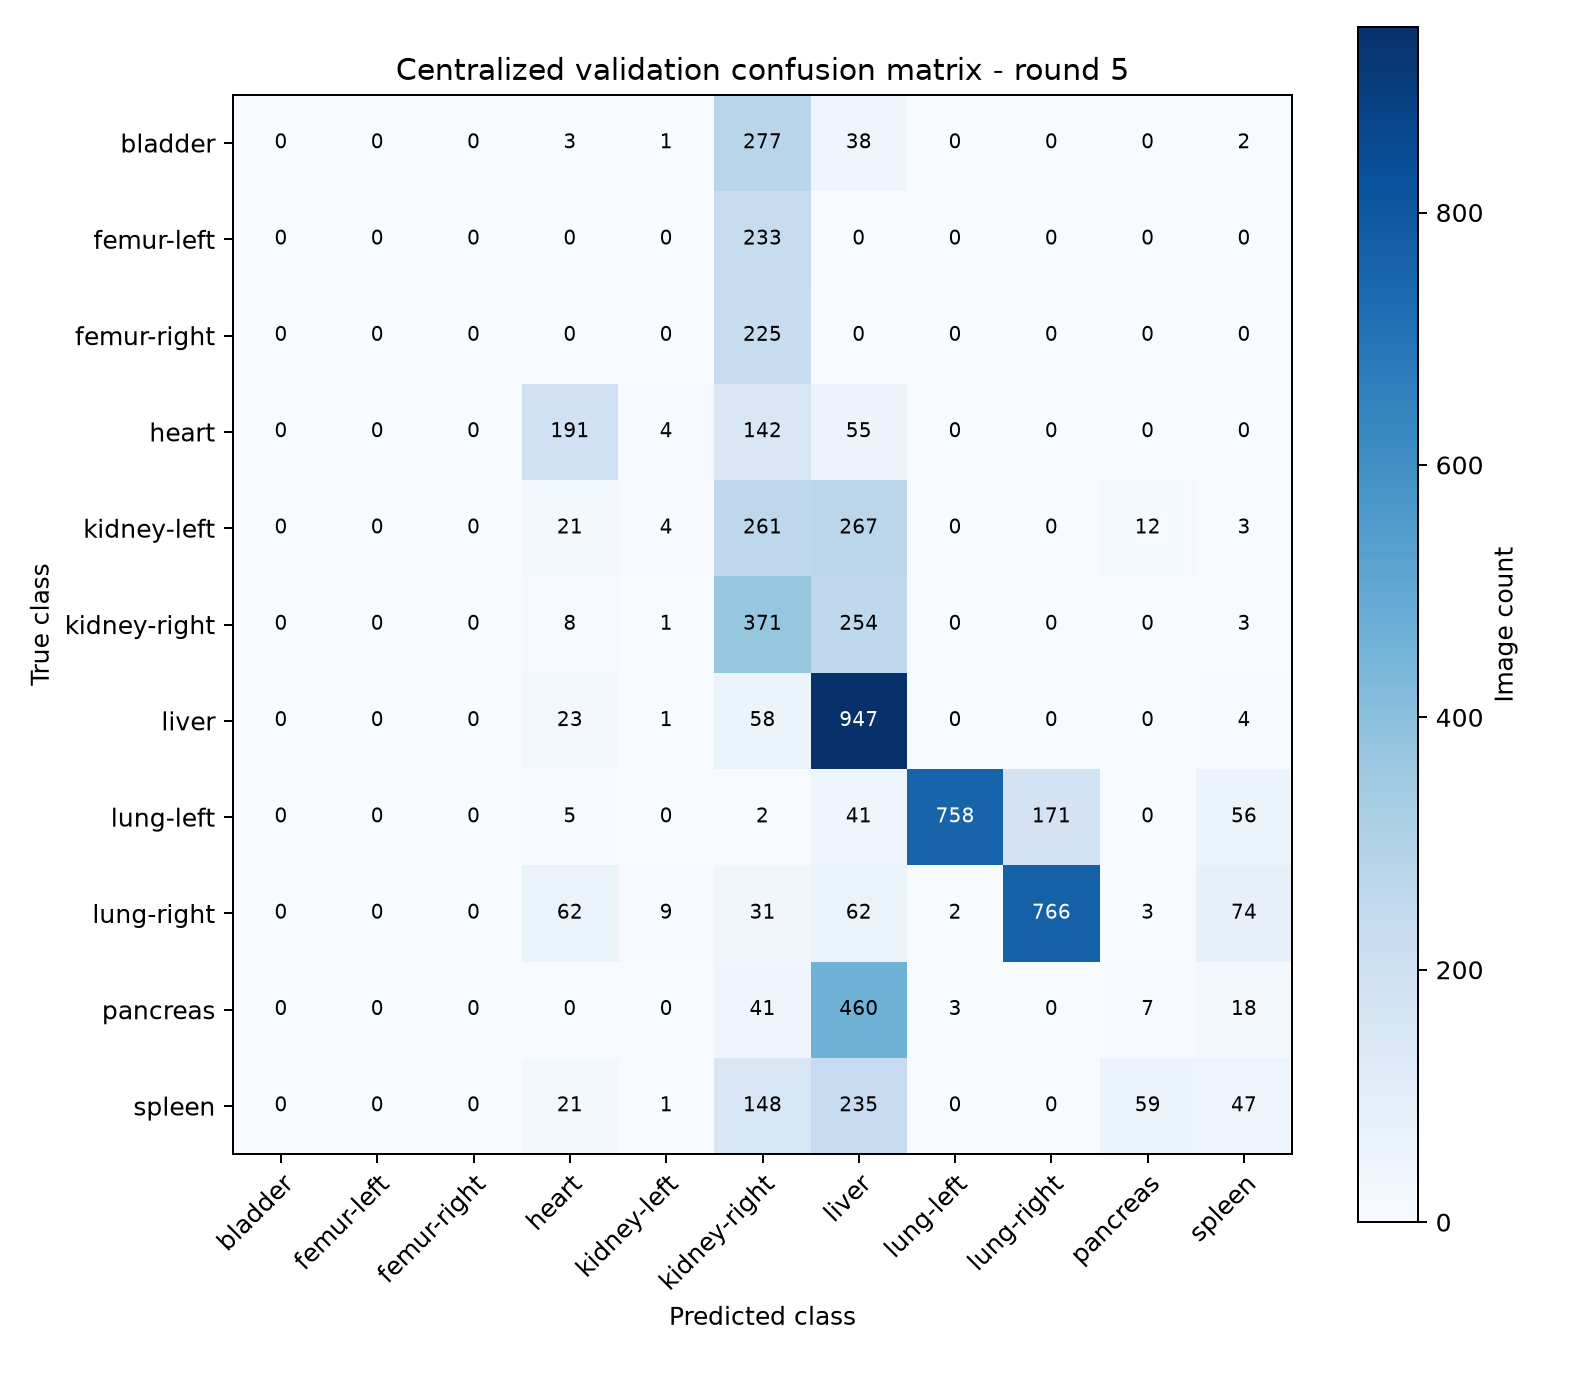 Centralized validation confusion matrix - round 5
bladder 0 0 0 3 1 277 38 0 0 0 2
femur-left 0 0 0 0 0 233 0 0 0 0 0
femur-right 0 0 0 0 0 225 0 0 0 0 0
heart 0 0 0 191 4 142 55 0 0 0 0
kidney-left 0 0 0 21 4 261 267 0 0 12 3
kidney-right 0 0 0 8 1 371 254 0 0 0 3
liver 0 0 0 23 1 58 947 0 0 0 4
lung-left 0 0 0 5 0 2 41 758 171 0 56
lung-right 0 0 0 62 9 31 62 2 766 3 74
pancreas 0 0 0 0 0 41 460 3 0 7 18
spleen 0 0 0 21 1 148 235 0 0 59 47
True class
bladder femur-left femur-right heart kidney-left kidney-right liver lung-left lung-right pancreas spleen
Predicted class
800
600
400
200
0
Image count